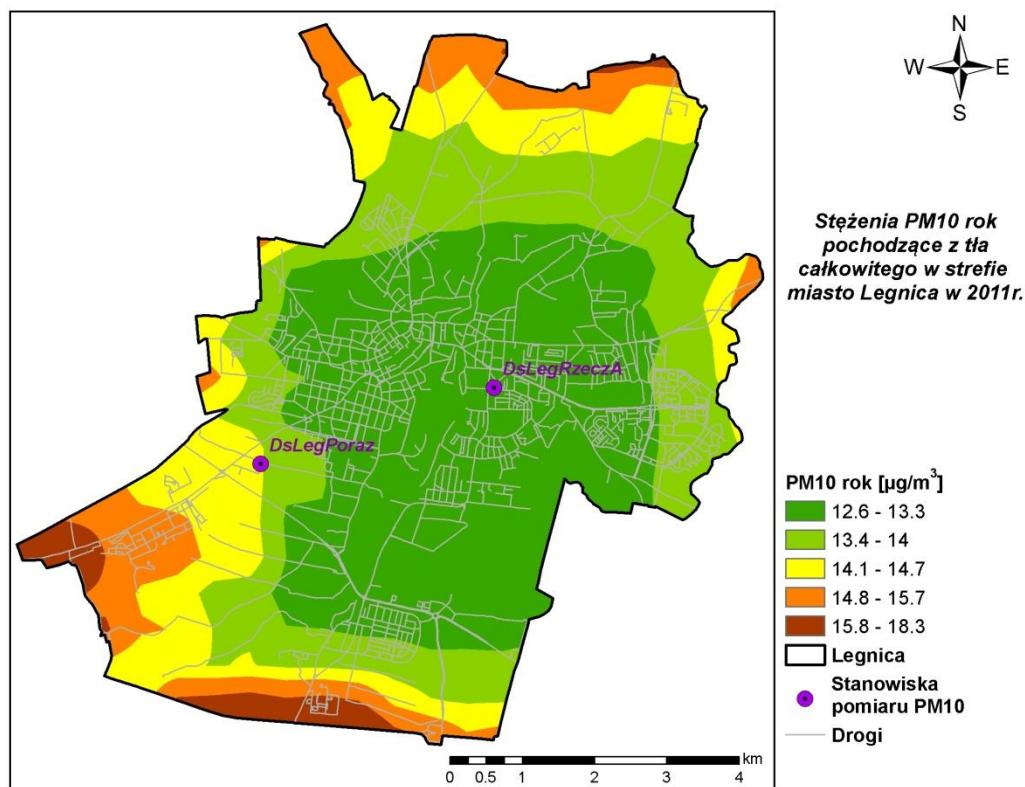 N
W E
S
Stężenia PM10 rok
pochodzące z tła
całkowitego w strefie
miasto Legnica w 2011r.
DsLegRzeczA
DsLegPoraz
PM10 rok [µg/m³]
12.6 - 13.3
13.4 - 14
14.1 - 14.7
14.8 - 15.7
15.8 - 18.3
Legnica
Stanowiska
pomiaru PM10
Drogi
km
0 0.5 1 2 3 4